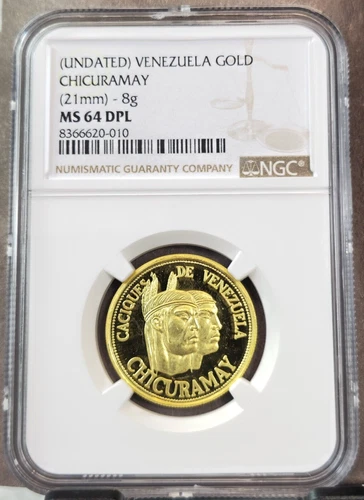 (UNDATED) VENEZUELA GOLD
CHICURAMAY
(21mm) - 8g
MS 64 DPL
8366620-010
NUMISMATIC GUARANTY COMPANY NGC®
CACIQUES DE VENEZUELA
CHICURAMAY